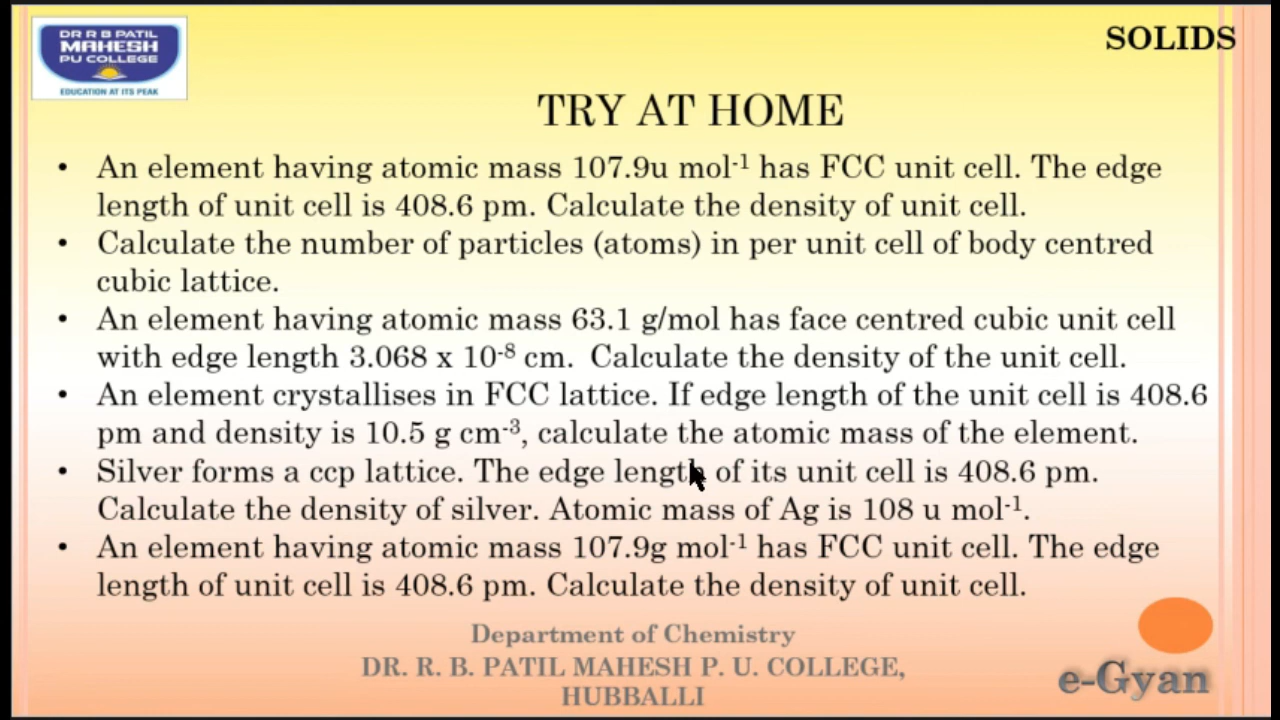 DR R B PATIL
MAHESH
PU COLLEGE
EDUCATION AT ITS PEAK
SOLIDS
TRY AT HOME
• An element having atomic mass 107.9u mol⁻¹ has FCC unit cell. The edge
length of unit cell is 408.6 pm. Calculate the density of unit cell.
• Calculate the number of particles (atoms) in per unit cell of body centred
cubic lattice.
• An element having atomic mass 63.1 g/mol has face centred cubic unit cell
with edge length 3.068 x 10⁻⁸ cm. Calculate the density of the unit cell.
• An element crystallises in FCC lattice. If edge length of the unit cell is 408.6
pm and density is 10.5 g cm⁻³, calculate the atomic mass of the element.
• Silver forms a ccp lattice. The edge length of its unit cell is 408.6 pm.
Calculate the density of silver. Atomic mass of Ag is 108 u mol⁻¹.
• An element having atomic mass 107.9g mol⁻¹ has FCC unit cell. The edge
length of unit cell is 408.6 pm. Calculate the density of unit cell.
Department of Chemistry
DR. R. B. PATIL MAHESH P. U. COLLEGE,
HUBBALLI
e-Gyan